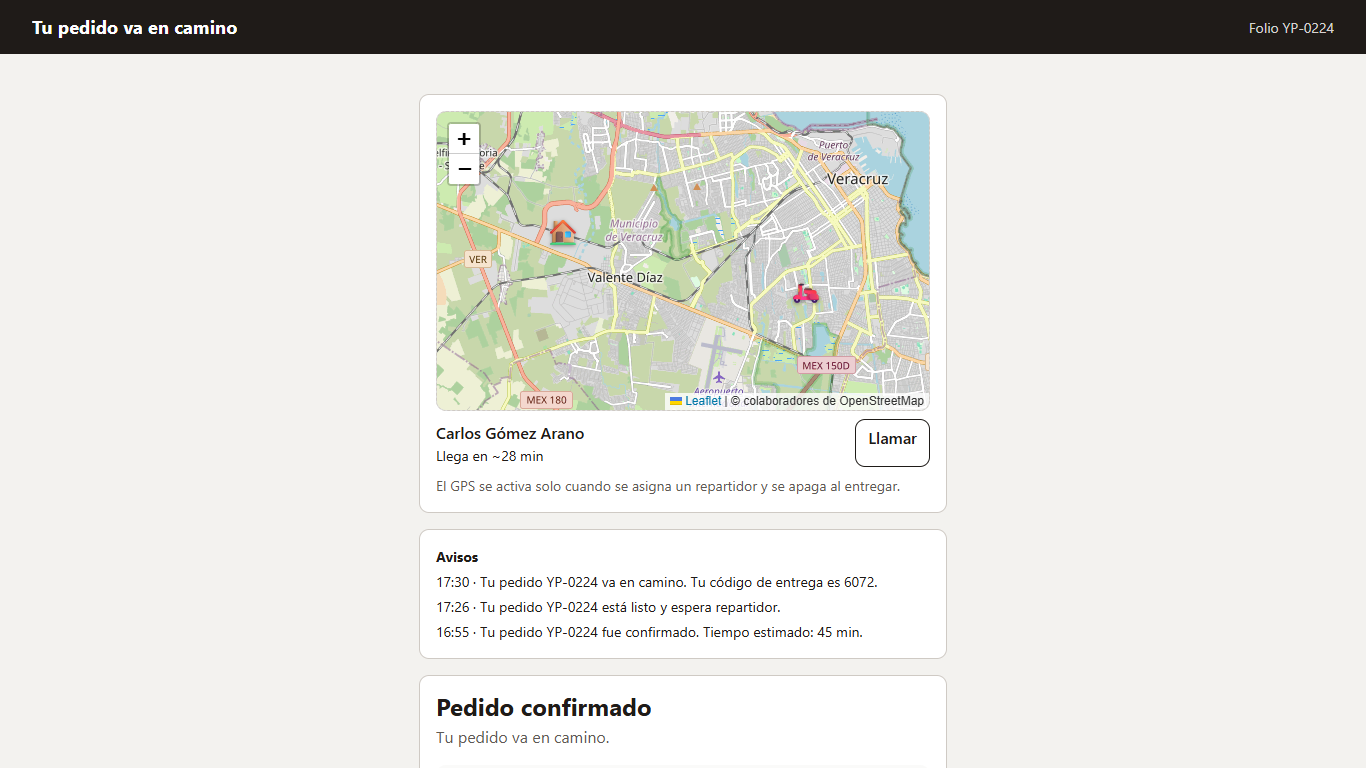 Tu pedido va en camino
Folio YP-0224
+
−
Puerto
de Veracruz
Veracruz
Municipio
de Veracruz
VER
Valente Díaz
MEX 150D
Aeropuerto
MEX 180
Leaflet | © colaboradores de OpenStreetMap
Carlos Gómez Arano
Llega en ~28 min
Llamar
El GPS se activa solo cuando se asigna un repartidor y se apaga al entregar.
Avisos
17:30 · Tu pedido YP-0224 va en camino. Tu código de entrega es 6072.
17:26 · Tu pedido YP-0224 está listo y espera repartidor.
16:55 · Tu pedido YP-0224 fue confirmado. Tiempo estimado: 45 min.
Pedido confirmado
Tu pedido va en camino.